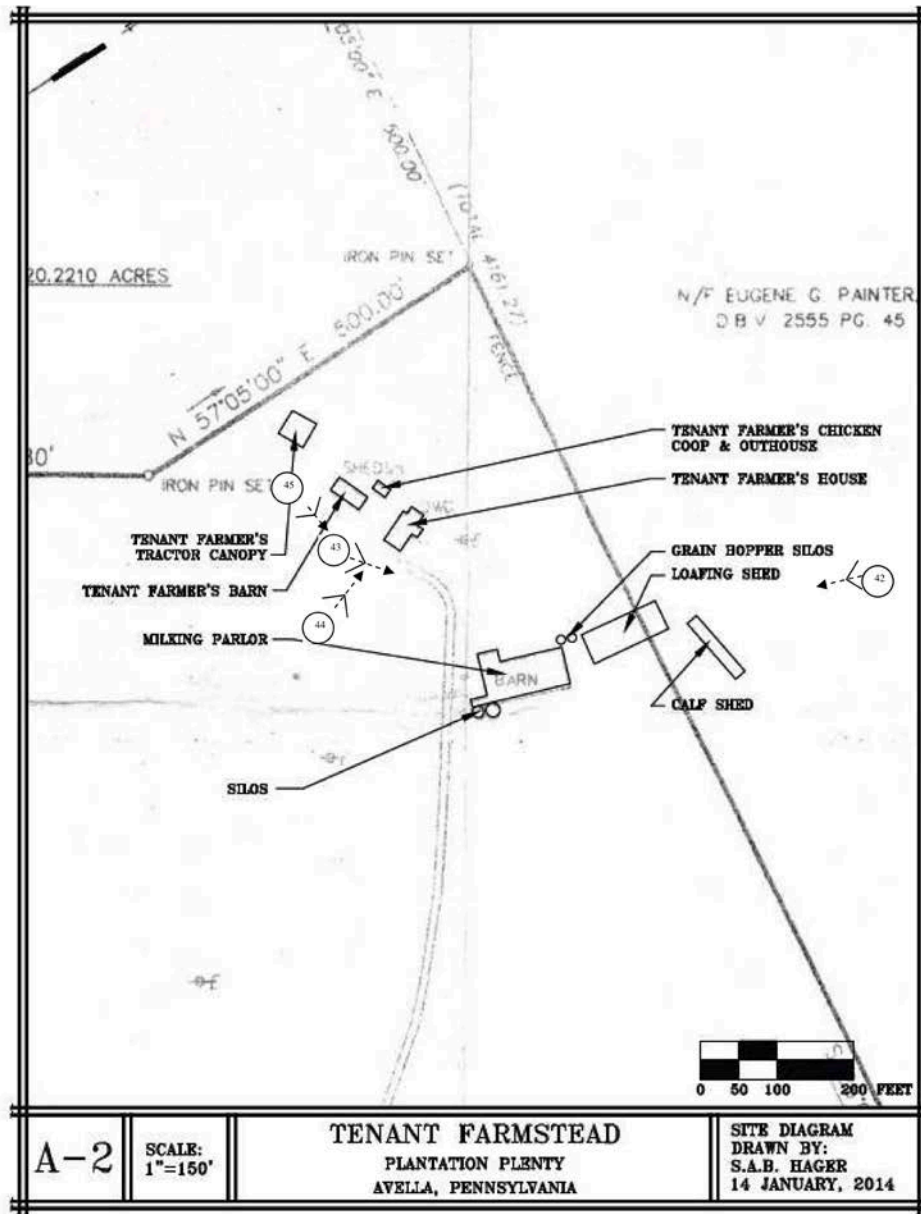 05'00" E 500.00'
(TOTAL 4161.27)
FENCE
IRON PIN SET
20.2210 ACRES
N/F EUGENE G. PAINTER
D B V 2555 PG. 45
N 57°05'00" E 500.00'
30'
IRON PIN SET
TENANT FARMER'S CHICKEN
COOP & OUTHOUSE
TENANT FARMER'S HOUSE
45
TENANT FARMER'S
TRACTOR CANOPY
43
TENANT FARMER'S BARN
GRAIN HOPPER SILOS
LOAFING SHED
42
44
MILKING PARLOR
BARN
CALF SHED
SILOS
0 50 100 200 FEET
A-2
SCALE:
1"=150'
TENANT FARMSTEAD
PLANTATION PLENTY
AVELLA, PENNSYLVANIA
SITE DIAGRAM
DRAWN BY:
S.A.B. HAGER
14 JANUARY, 2014